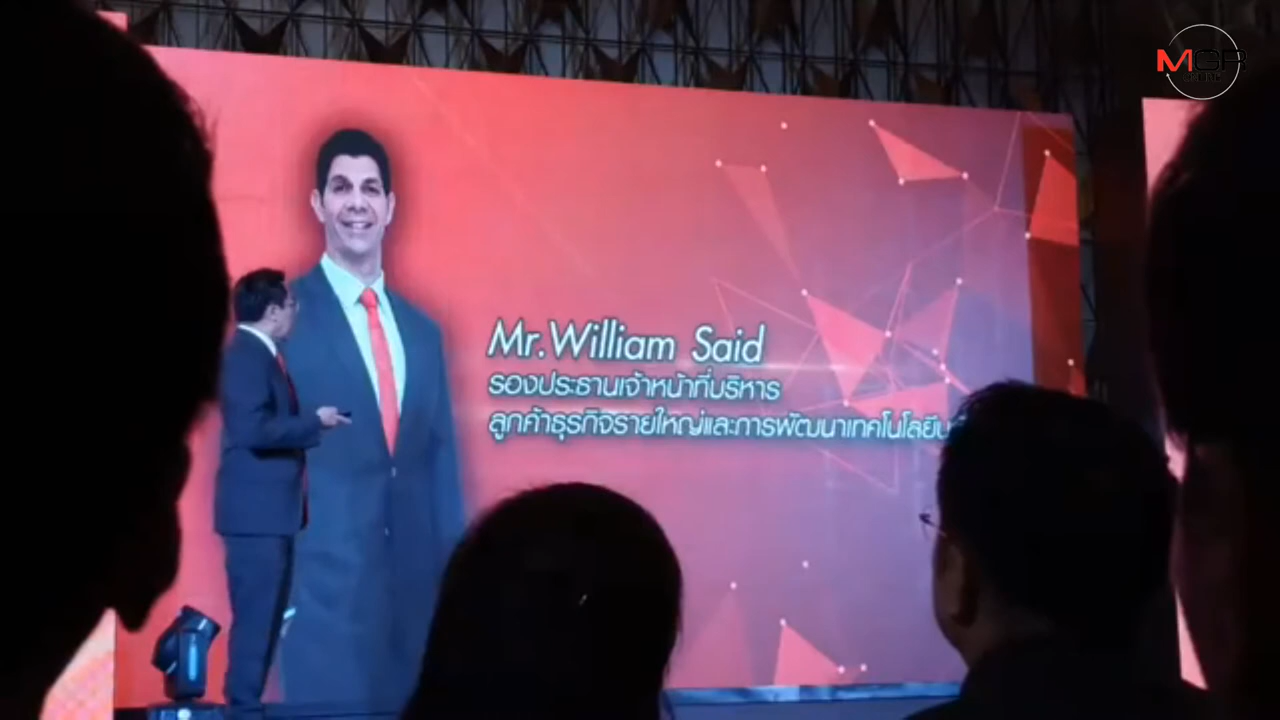 MGR
Mr.William Said
รองประธานเจ้าหน้าที่บริหาร
ลูกค้าธุรกิจรายใหญ่และการพัฒนาเทคโนโลยี